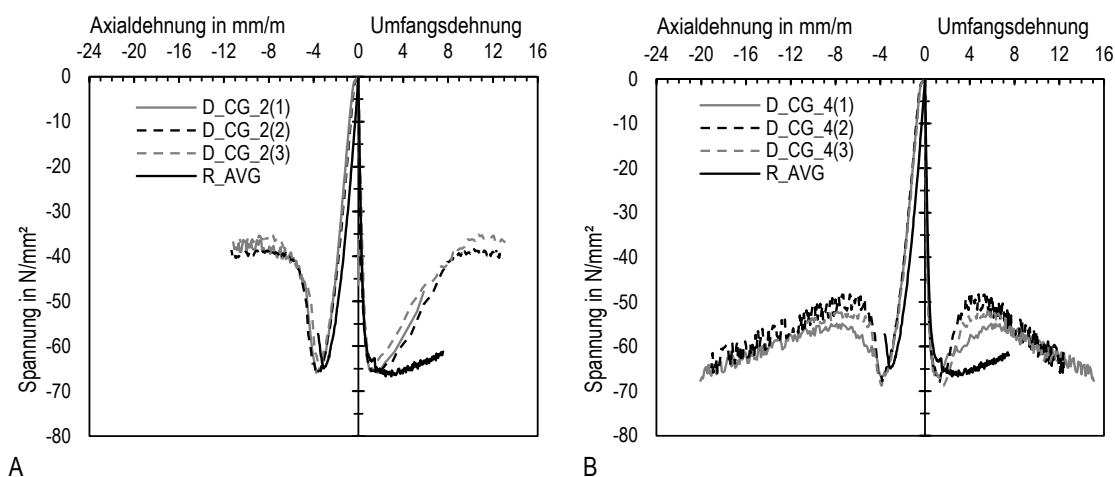 Axialdehnung in mm/m Umfangsdehnung
-24 -20 -16 -12 -8 -4 0 4 8 12 16
0
-10
-20
-30
-40
-50
-60
-70
-80
Spannung in N/mm²
D_CG_2(1)
D_CG_2(2)
D_CG_2(3)
R_AVG
A
Axialdehnung in mm/m Umfangsdehnung
-24 -20 -16 -12 -8 -4 0 4 8 12 16
0
-10
-20
-30
-40
-50
-60
-70
-80
Spannung in N/mm²
D_CG_4(1)
D_CG_4(2)
D_CG_4(3)
R_AVG
B